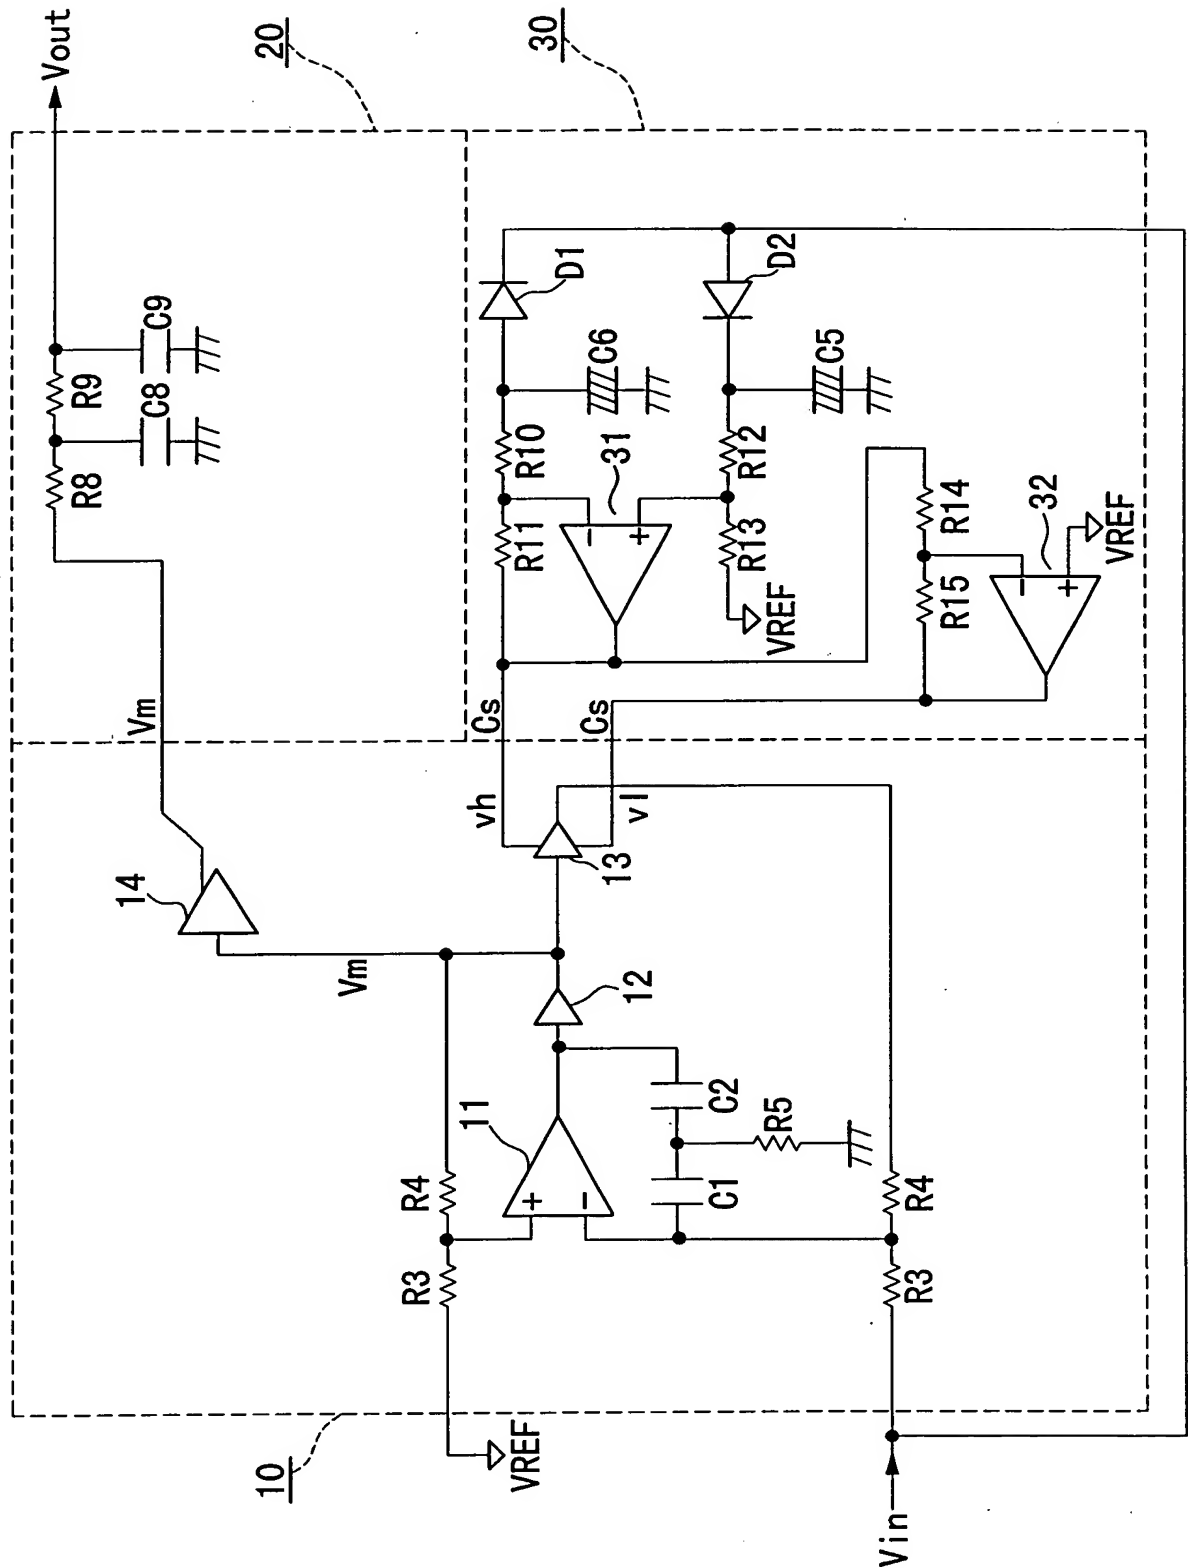 Vout
20
30
R9
C9
R8
C8
D1
D2
C6
C5
R10
R12
31
R11
R13
−
+
VREF
R14
32
R15
−
+
VREF
Vm
Cs
Cs
vh
vl
13
14
Vm
12
11
+
−
C2
R5
C1
R4
R3
R4
R3
10
VREF
Vin